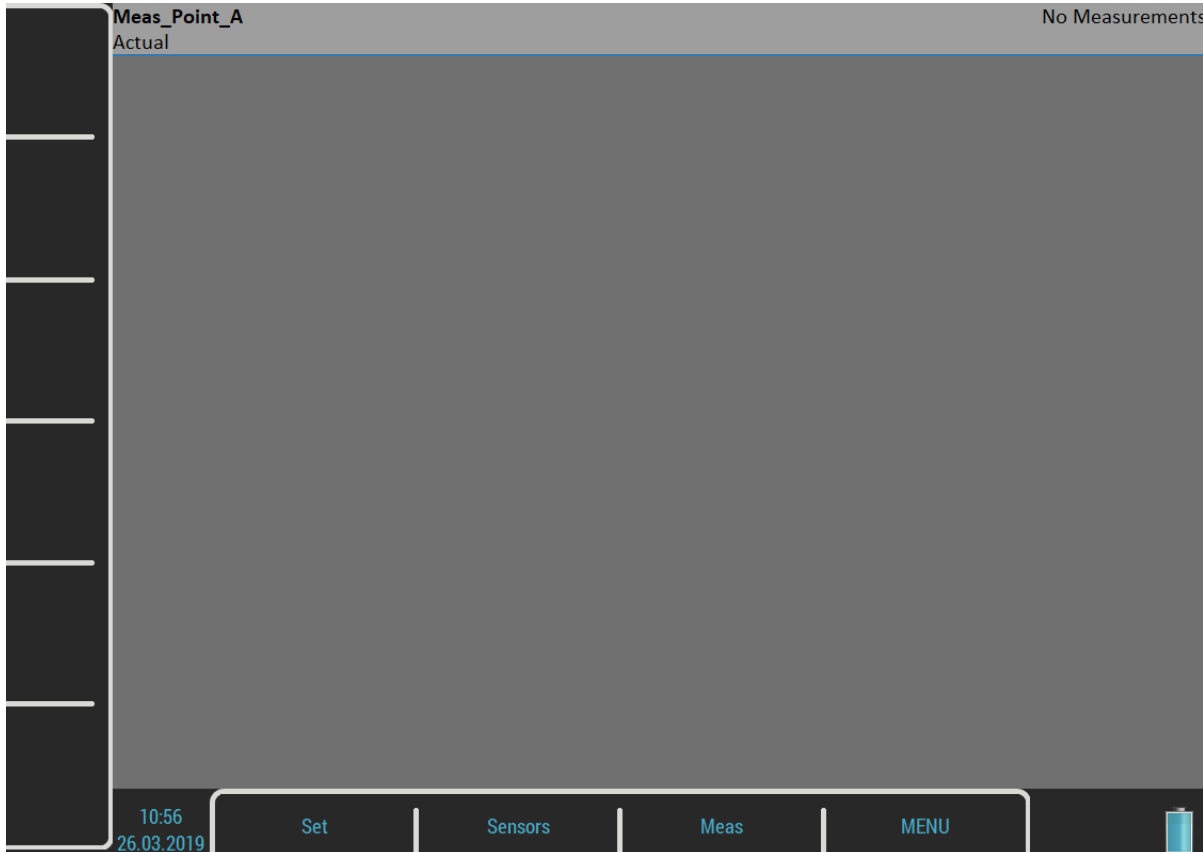 Meas_Point_A
No Measurements
Actual
10:56
26.03.2019
Set
Sensors
Meas
MENU